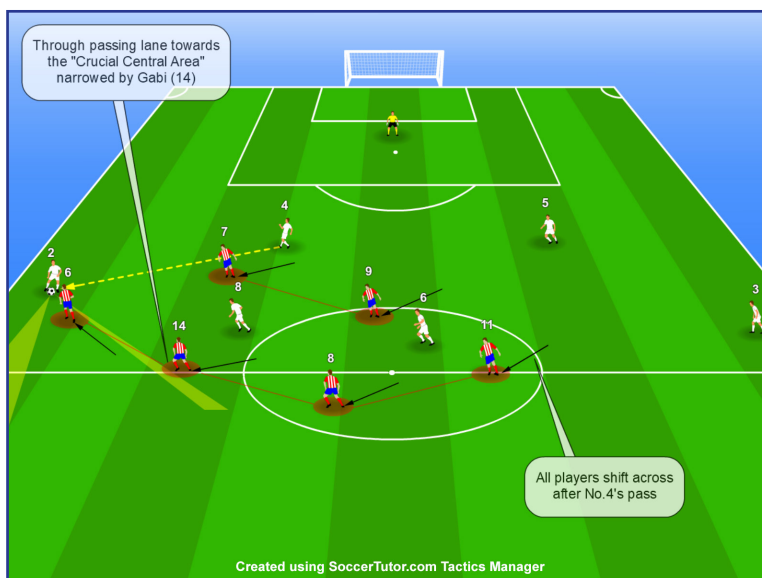 Through passing lane towards
the "Crucial Central Area"
narrowed by Gabi (14)
4
5
7
2
6
9
8
6
3
14
11
8
All players shift across
after No.4's pass
Created using SoccerTutor.com Tactics Manager